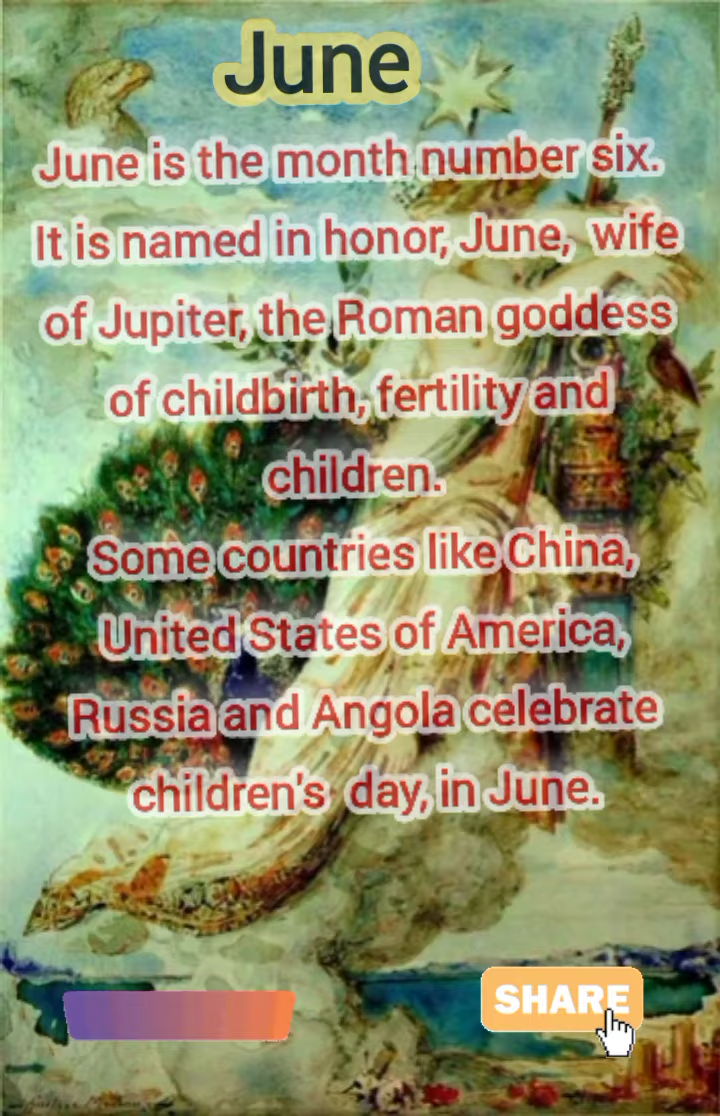 June
June is the month number six.
It is named in honor, June, wife
of Jupiter, the Roman goddess
of childbirth, fertility and
children.
Some countries like China,
United States of America,
Russia and Angola celebrate
children's day, in June.
SHARE